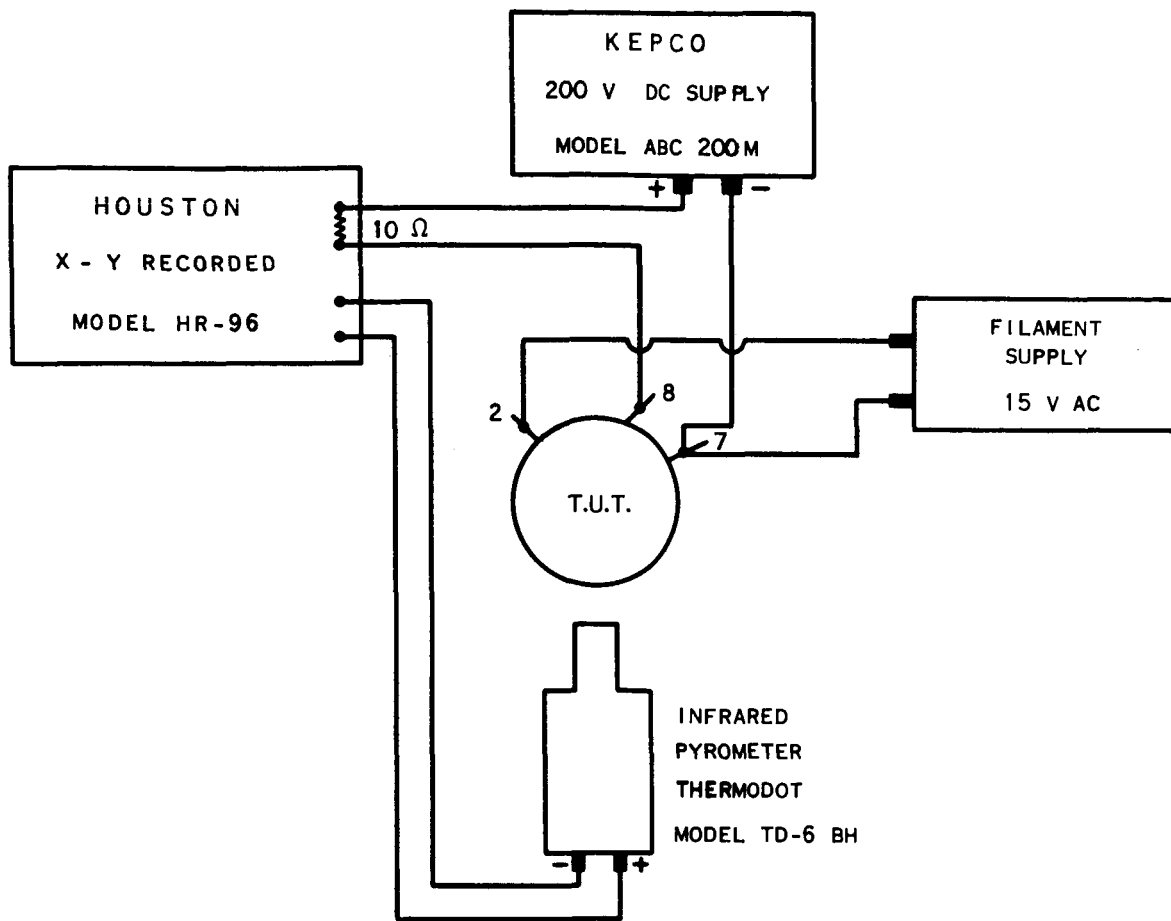 KEPCO
200 V DC SUPPLY
MODEL ABC 200M
+ -
HOUSTON
X - Y RECORDED
MODEL HR-96
10 Ω
FILAMENT
SUPPLY
15 V AC
2
8
7
T.U.T.
INFRARED
PYROMETER
THERMODOT
MODEL TD-6 BH
- +